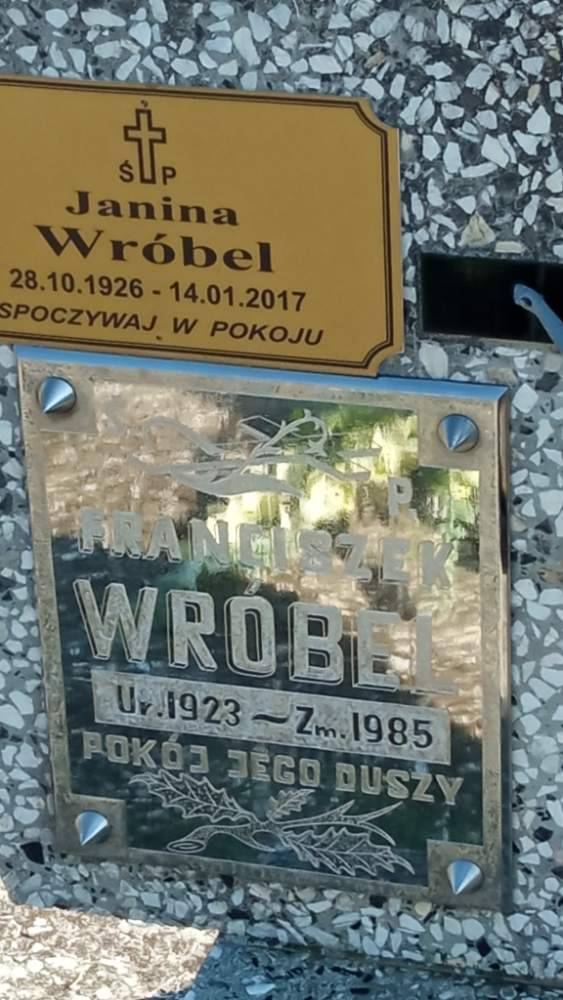 Ś P
Janina
Wróbel
28.10.1926 - 14.01.2017
SPOCZYWAJ W POKOJU
P.
FRANCISZEK
WRÓBEL
Ur.1923 ~ Zm.1985
POKÓJ JEGO DUSZY